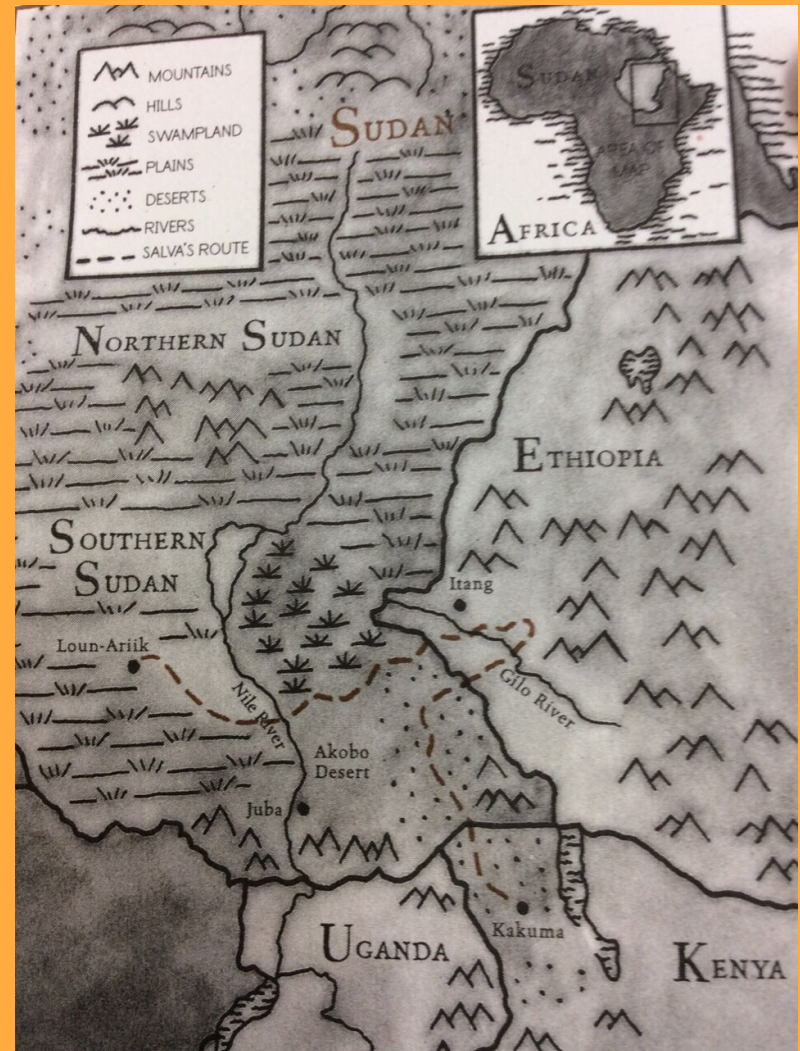 MOUNTAINS
HILLS
SWAMPLAND
PLAINS
DESERTS
RIVERS
SALVA'S ROUTE
SUDAN
SUDAN
AREA OF
MAP
AFRICA
NORTHERN SUDAN
ETHIOPIA
SOUTHERN
SUDAN
Itang
Loun-Ariik
Gilo River
Nile River
Akobo
Desert
Juba
Kakuma
UGANDA
KENYA